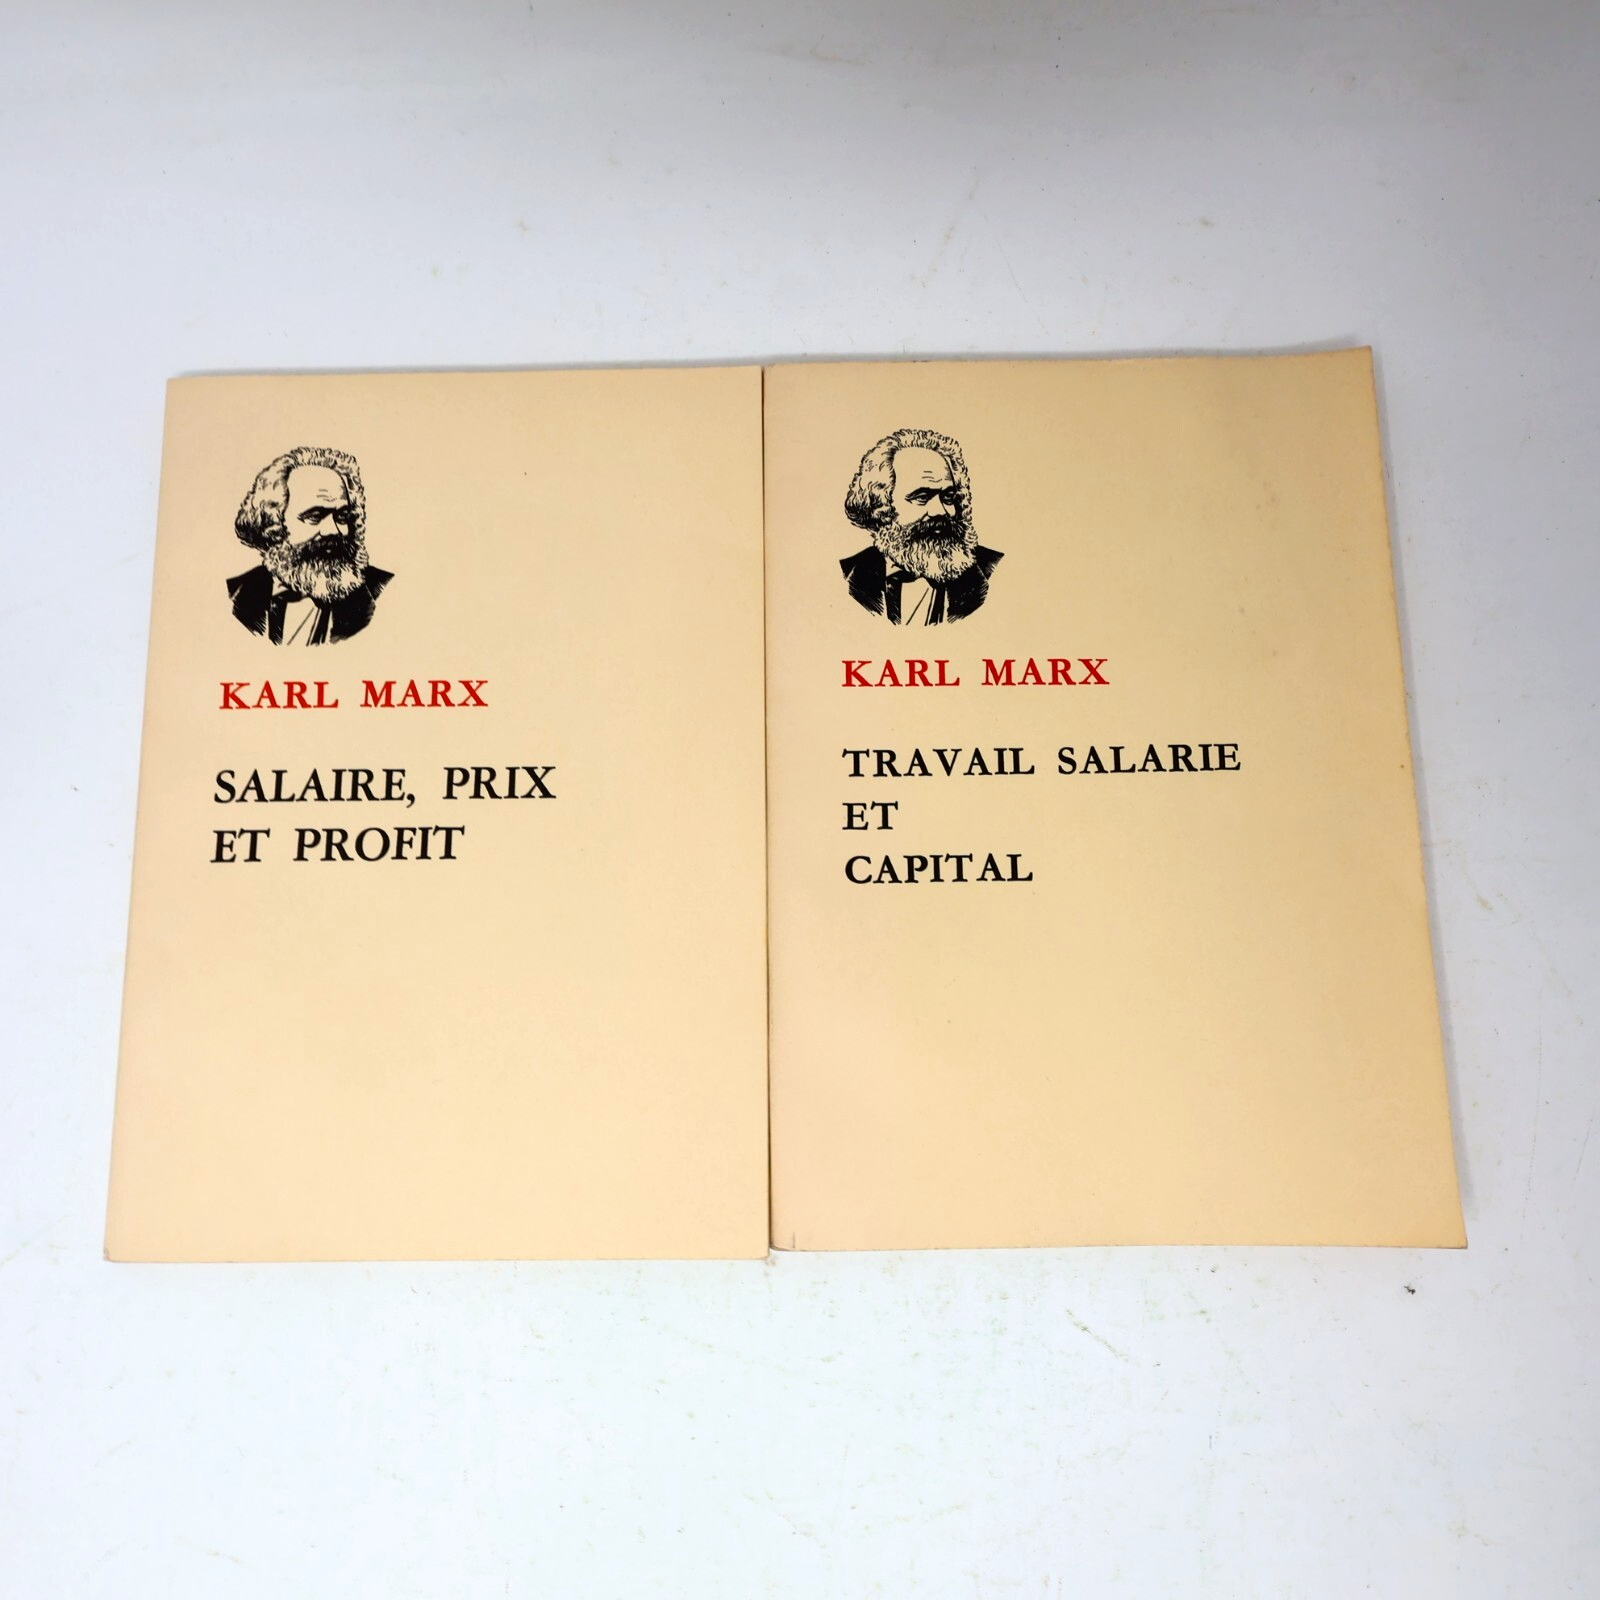 KARL MARX
SALAIRE, PRIX
ET PROFIT
KARL MARX
TRAVAIL SALARIE
ET
CAPITAL